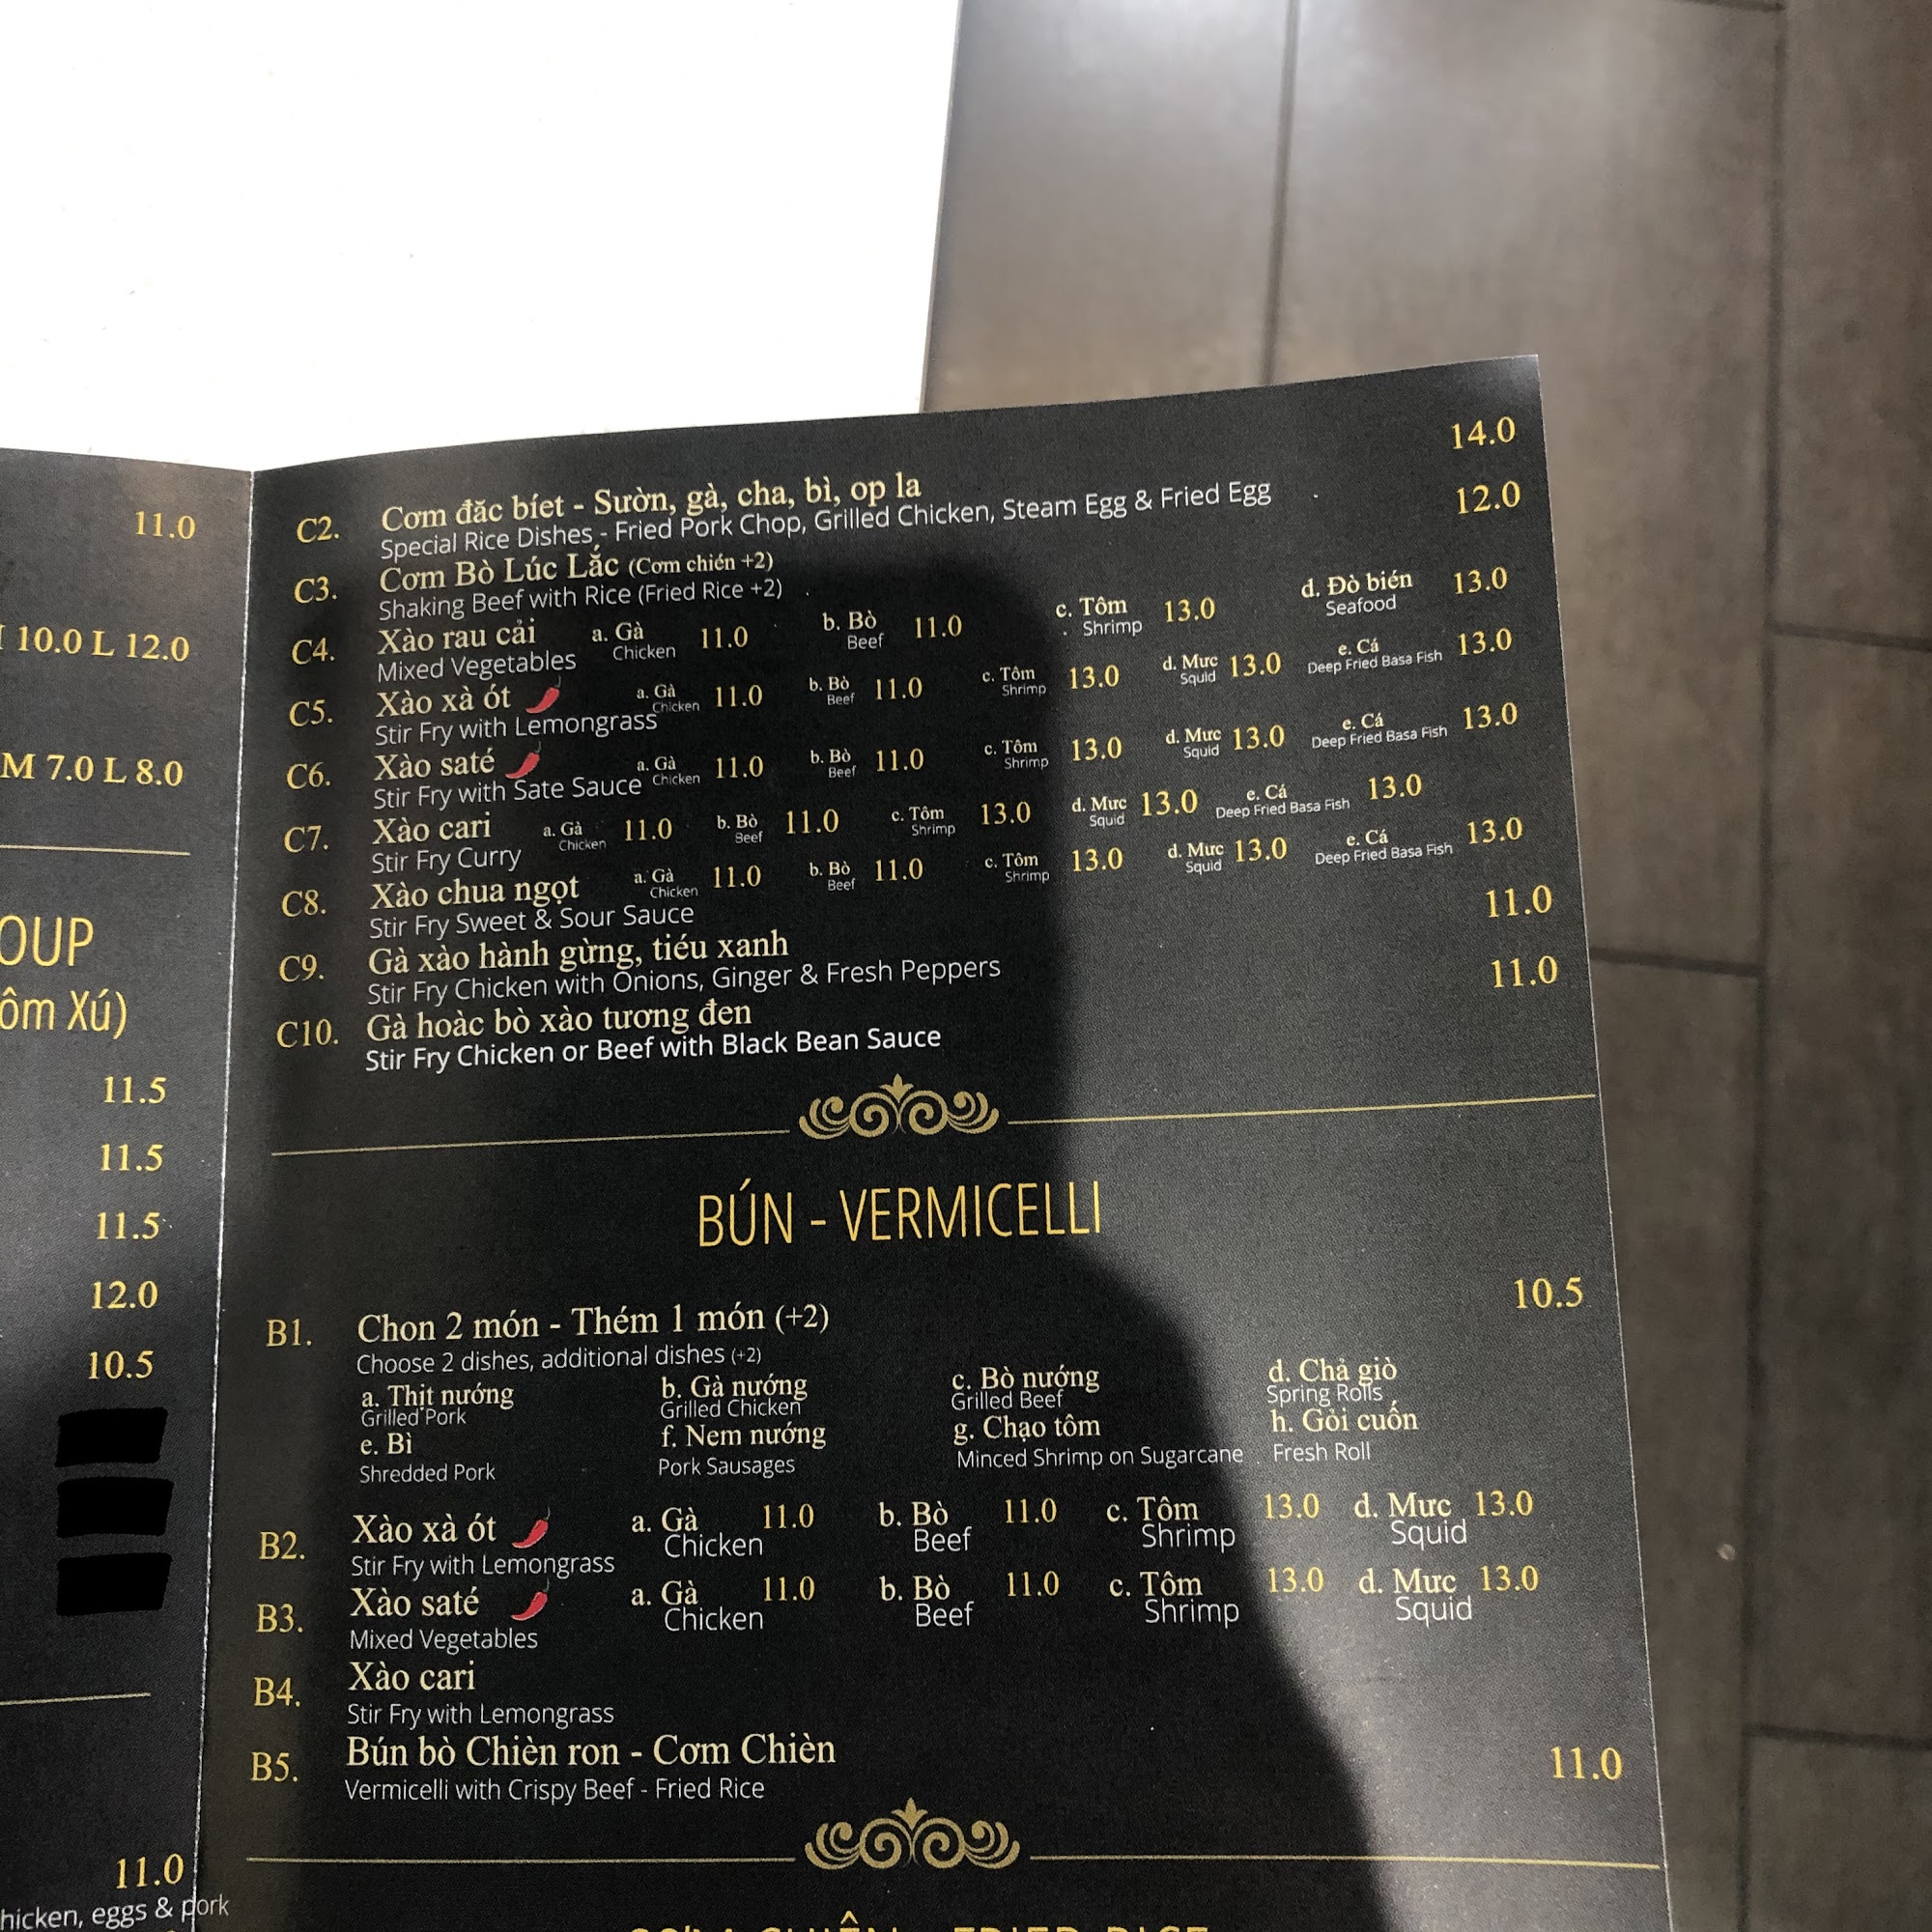 11.0
10.0 L 12.0
M 7.0 L 8.0
OUP
ôm Xú)
11.5
11.5
11.5
12.0
10.5
11.0
hicken, eggs & pork
14.0
C2. Cơm đăc bíet - Sườn, gà, cha, bì, op la
Special Rice Dishes - Fried Pork Chop, Grilled Chicken, Steam Egg & Fried Egg
12.0
C3. Cơm Bò Lúc Lắc (Cơm chién +2)
Shaking Beef with Rice (Fried Rice +2)
C4. Xào rau cải a. Gà 11.0 b. Bò 11.0 c. Tôm 13.0 d. Đò bién 13.0
Mixed Vegetables Chicken Beef Shrimp Seafood
C5. Xào xà ót a. Gà 11.0 b. Bò 11.0 c. Tôm 13.0 d. Mưc 13.0 e. Cá 13.0
Stir Fry with Lemongrass Chicken Beef Shrimp Squid Deep Fried Basa Fish
C6. Xào saté a. Gà 11.0 b. Bò 11.0 c. Tôm 13.0 d. Mưc 13.0 e. Cá 13.0
Stir Fry with Sate Sauce Chicken Beef Shrimp Squid Deep Fried Basa Fish
C7. Xào cari a. Gà 11.0 b. Bò 11.0 c. Tôm 13.0 d. Mưc 13.0 e. Cá 13.0
Stir Fry Curry Chicken Beef Shrimp Squid Deep Fried Basa Fish
C8. Xào chua ngọt a. Gà 11.0 b. Bò 11.0 c. Tôm 13.0 d. Mưc 13.0 e. Cá 13.0
Stir Fry Sweet & Sour Sauce Chicken Beef Shrimp Squid Deep Fried Basa Fish
C9. Gà xào hành gừng, tiéu xanh 11.0
Stir Fry Chicken with Onions, Ginger & Fresh Peppers
C10. Gà hoàc bò xào tương đen 11.0
Stir Fry Chicken or Beef with Black Bean Sauce
BÚN - VERMICELLI
B1. Chon 2 món - Thém 1 món (+2) 10.5
Choose 2 dishes, additional dishes (+2)
a. Thịt nướng b. Gà nướng c. Bò nướng d. Chả giò
Grilled Pork Grilled Chicken Grilled Beef Spring Rolls
e. Bì f. Nem nướng g. Chạo tôm h. Gỏi cuốn
Shredded Pork Pork Sausages Minced Shrimp on Sugarcane Fresh Roll
B2. Xào xà ót a. Gà 11.0 b. Bò 11.0 c. Tôm 13.0 d. Mưc 13.0
Stir Fry with Lemongrass Chicken Beef Shrimp Squid
B3. Xào saté a. Gà 11.0 b. Bò 11.0 c. Tôm 13.0 d. Mưc 13.0
Mixed Vegetables Chicken Beef Shrimp Squid
B4. Xào cari
Stir Fry with Lemongrass
B5. Bún bò Chièn ron - Cơm Chièn 11.0
Vermicelli with Crispy Beef - Fried Rice